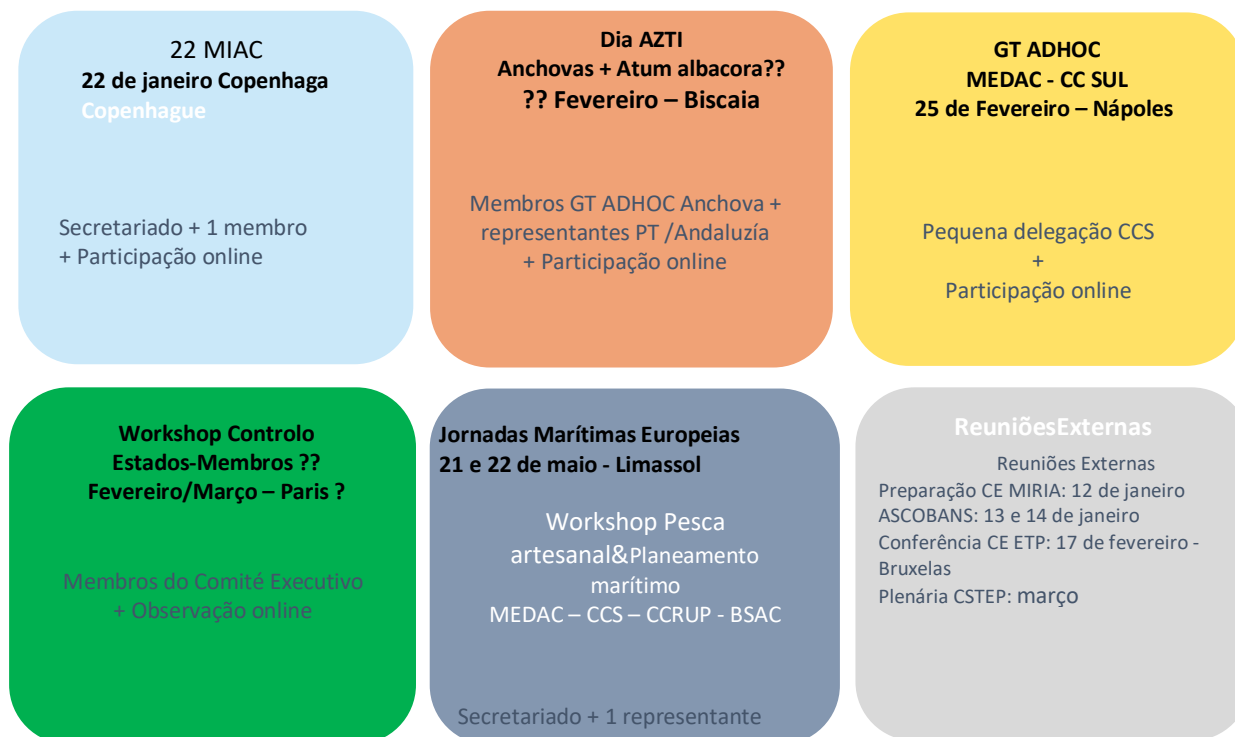 22 MIAC
22 de janeiro Copenhaga
Copenhague
Secretariado + 1 membro
+ Participação online
Dia AZTI
Anchovas + Atum albacora??
?? Fevereiro – Biscaia
Membros GT ADHOC Anchova +
representantes PT /Andaluzía
+ Participação online
GT ADHOC
MEDAC - CC SUL
25 de Fevereiro – Nápoles
Pequena delegação CCS
+
Participação online
Workshop Controlo
Estados-Membros ??
Fevereiro/Março – Paris ?
Membros do Comité Executivo
+ Observação online
Jornadas Marítimas Europeias
21 e 22 de maio - Limassol
Workshop Pesca
artesanal&Planeamento
marítimo
MEDAC – CCS – CCRUP - BSAC
Secretariado + 1 representante
ReuniõesExternas
Reuniões Externas
Preparação CE MIRIA: 12 de janeiro
ASCOBANS: 13 e 14 de janeiro
Conferência CE ETP: 17 de fevereiro -
Bruxelas
Plenária CSTEP: março